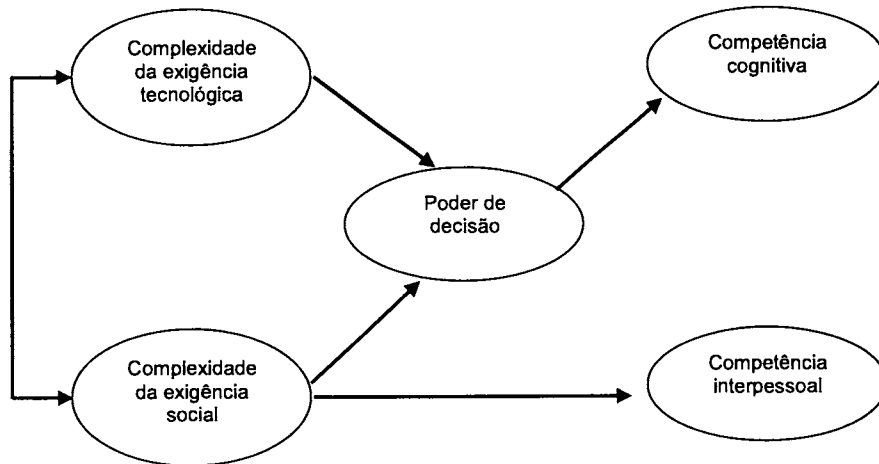 Complexidade
da exigência
tecnológica
Competência
cognitiva
Poder de
decisão
Complexidade
da exigência
social
Competência
interpessoal